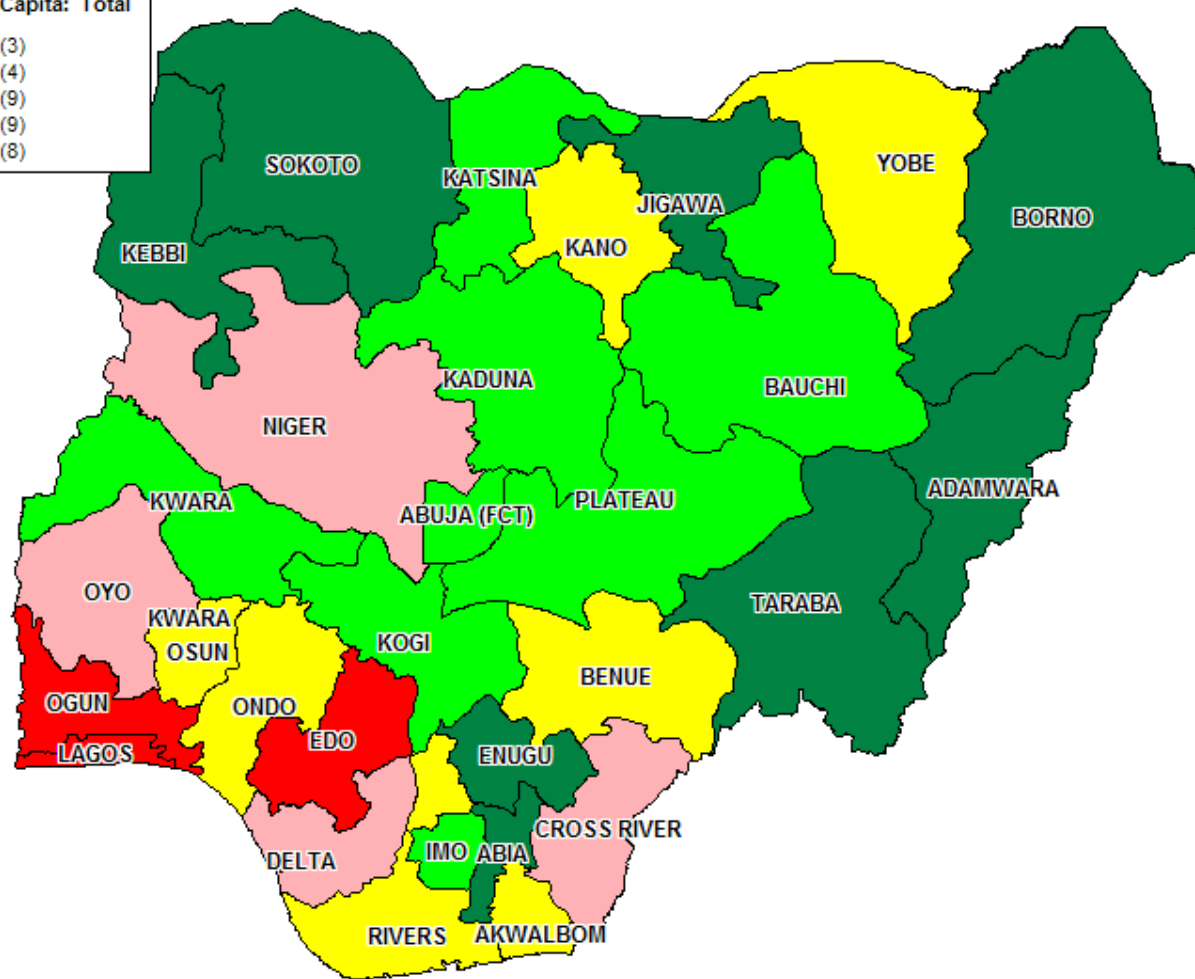 Capita: Total
(3)
(4)
(9)
(9)
(8)
SOKOTO
KATSINA
YOBE
JIGAWA
BORNO
KEBBI
KANO
KADUNA
BAUCHI
NIGER
ADAMWARA
KWARA
PLATEAU
ABUJA (FCT)
OYO
TARABA
KWARA
KOGI
OSUN
BENUE
OGUN
ONDO
EDO
LAGOS
ENUGU
CROSS RIVER
DELTA
IMO
ABIA
RIVERS
AKWALBOM